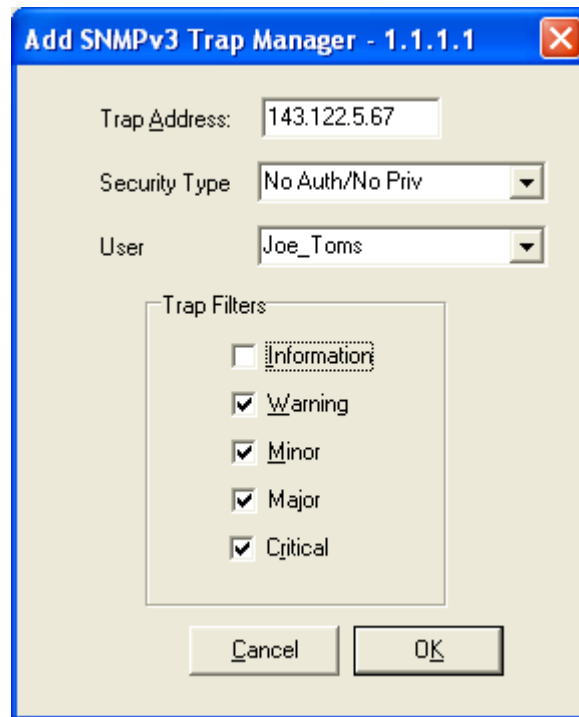 Add SNMPv3 Trap Manager - 1.1.1.1
Trap Address: 143.122.5.67
Security Type No Auth/No Priv
User Joe_Toms
Trap Filters
Information
Warning
Minor
Major
Critical
Cancel OK